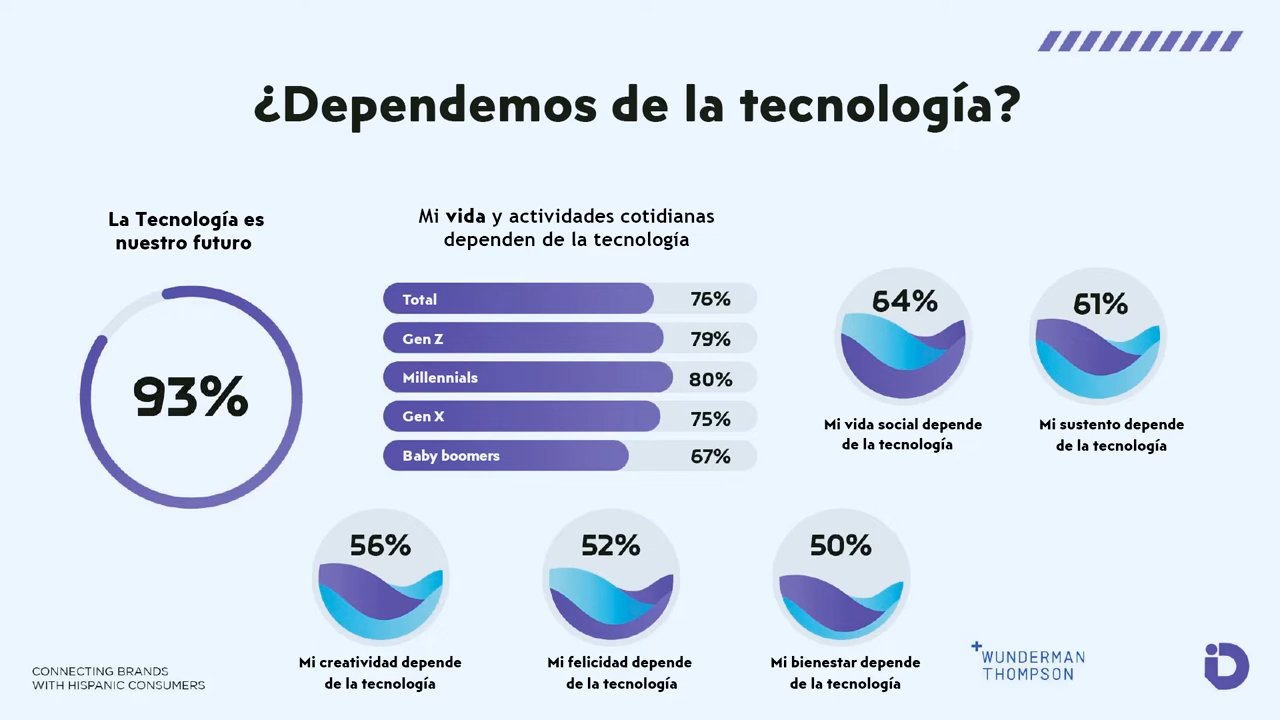 ¿Dependemos de la tecnología?
La Tecnología es
nuestro futuro
93%
Mi vida y actividades cotidianas
dependen de la tecnología
Total 76%
Gen Z 79%
Millennials 80%
Gen X 75%
Baby boomers 67%
64%
Mi vida social depende
de la tecnología
61%
Mi sustento depende
de la tecnología
56%
Mi creatividad depende
de la tecnología
52%
Mi felicidad depende
de la tecnología
50%
Mi bienestar depende
de la tecnología
CONNECTING BRANDS
WITH HISPANIC CONSUMERS
+WUNDERMAN
THOMPSON
iD